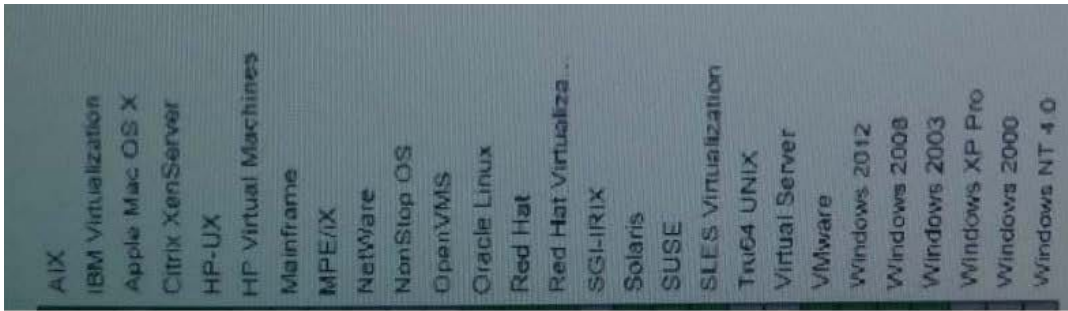 AIX
IBM Virtualization
Apple Mac OS X
Citrix XenServer
HP-UX
HP Virtual Machines
Mainframe
MPE/iX
NetWare
NonStop OS
OpenVMS
Oracle Linux
Red Hat
Red Hat Virtualiza...
SGI-IRIX
Solaris
SUSE
SLES Virtualization
Tru64 UNIX
Virtual Server
VMware
Windows 2012
Windows 2008
Windows 2003
Windows XP Pro
Windows 2000
Windows NT 4.0